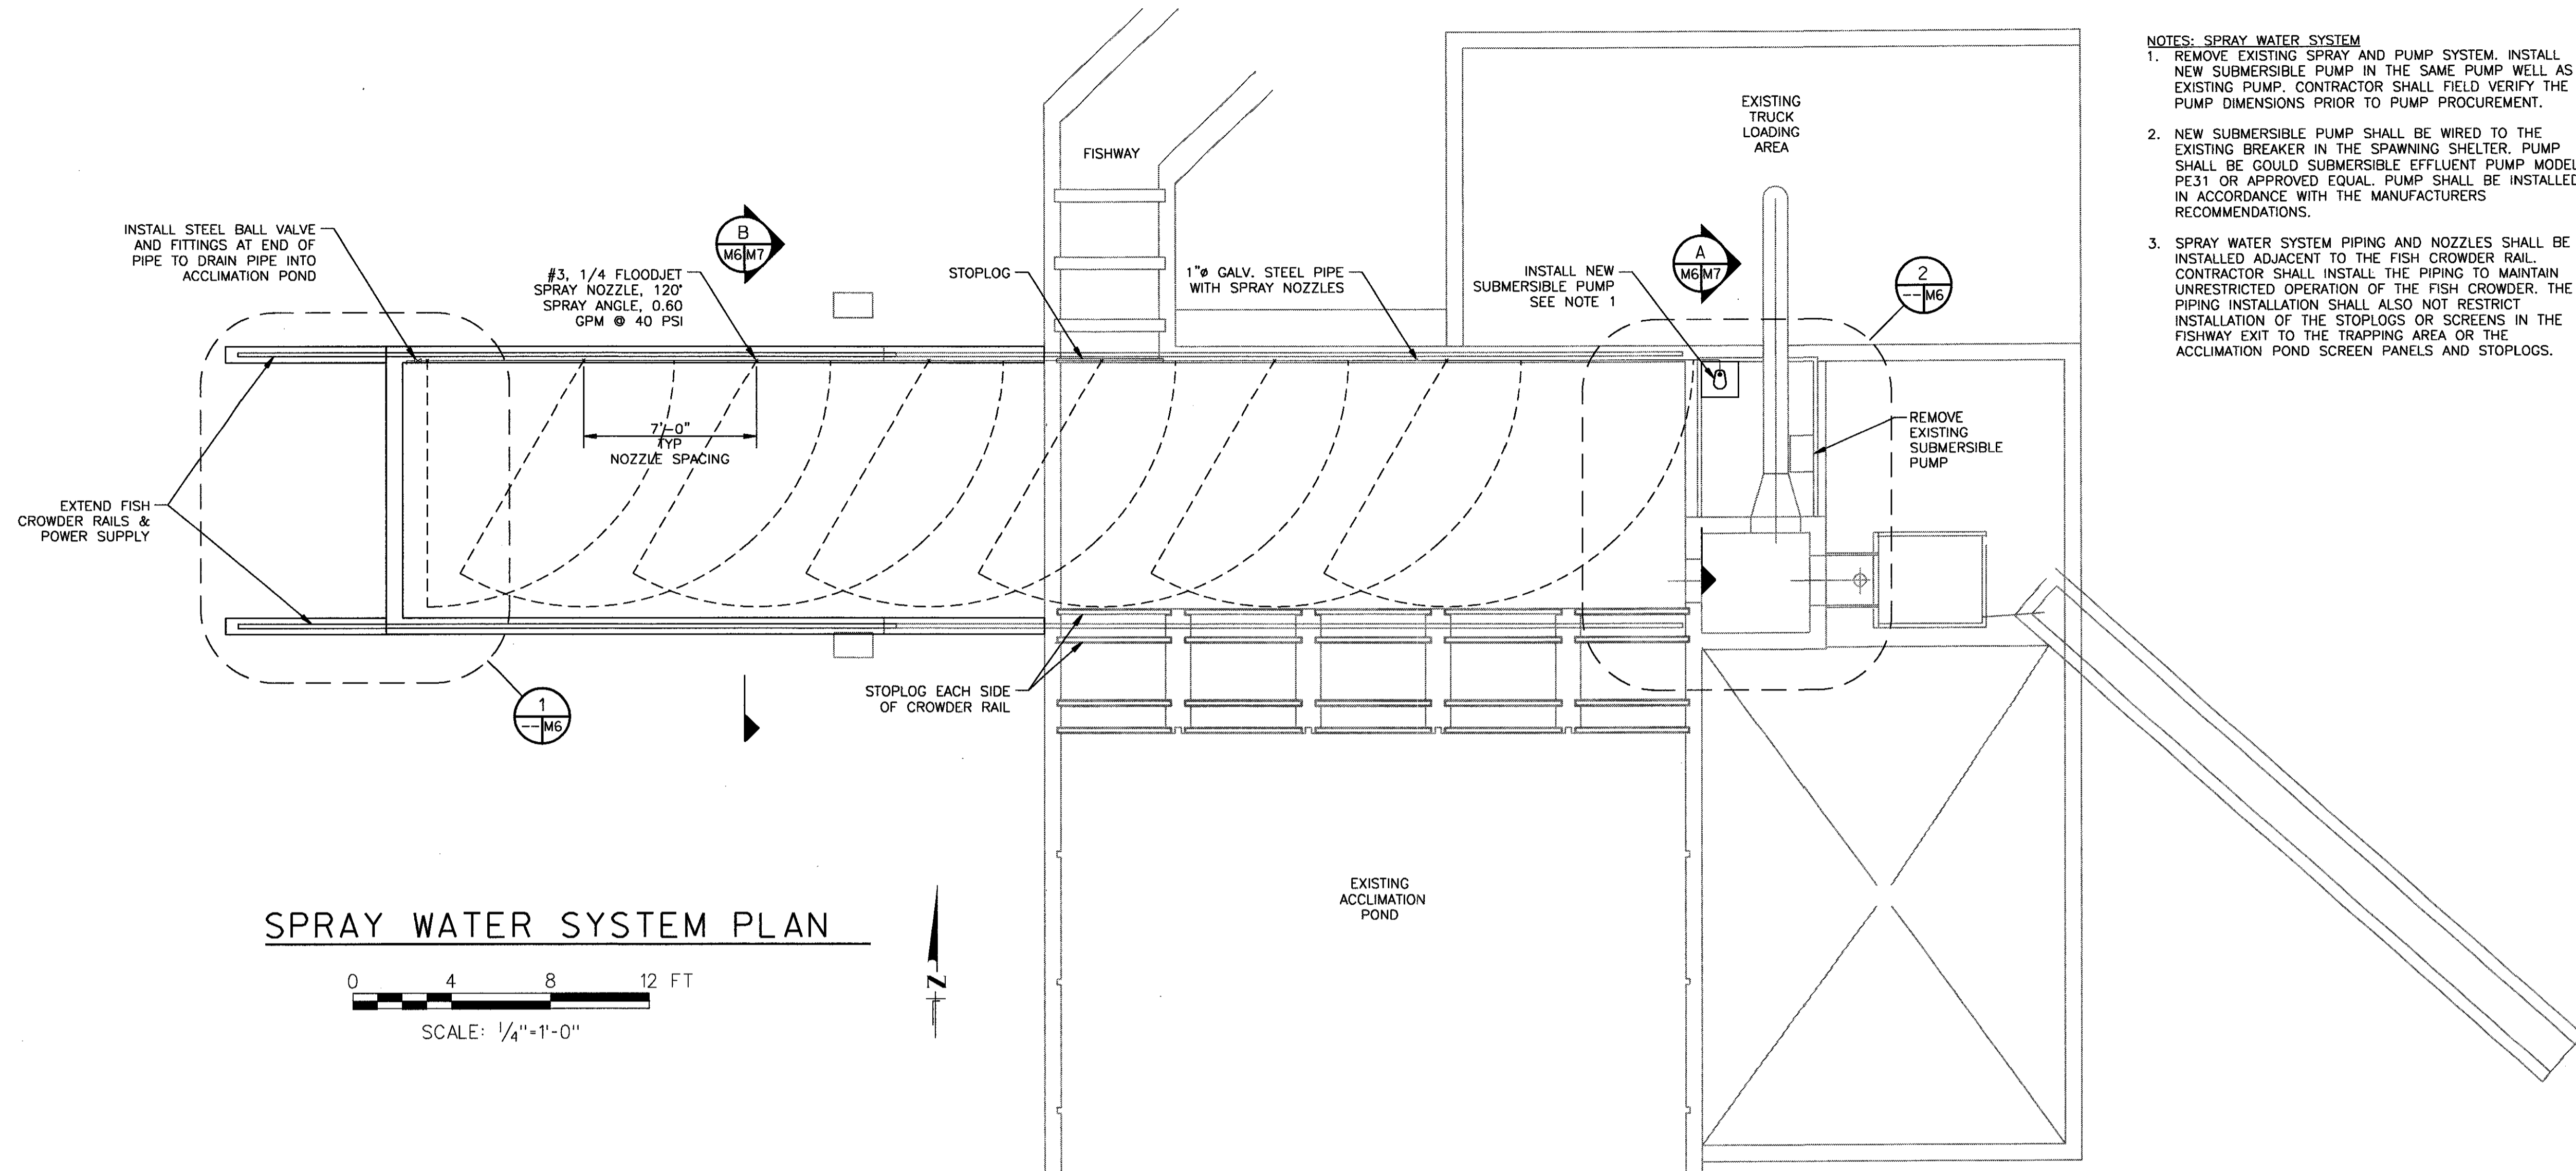 NOTES: SPRAY WATER SYSTEM
1. REMOVE EXISTING SPRAY AND PUMP SYSTEM. INSTALL
NEW SUBMERSIBLE PUMP IN THE SAME PUMP WELL AS
EXISTING PUMP. CONTRACTOR SHALL FIELD VERIFY THE
PUMP DIMENSIONS PRIOR TO PUMP PROCUREMENT.
2. NEW SUBMERSIBLE PUMP SHALL BE WIRED TO THE
EXISTING BREAKER IN THE SPAWNING SHELTER. PUMP
SHALL BE GOULD SUBMERSIBLE EFFLUENT PUMP MODEL
PE31 OR APPROVED EQUAL. PUMP SHALL BE INSTALLED
IN ACCORDANCE WITH THE MANUFACTURERS
RECOMMENDATIONS.
3. SPRAY WATER SYSTEM PIPING AND NOZZLES SHALL BE
INSTALLED ADJACENT TO THE FISH CROWDER RAIL.
CONTRACTOR SHALL INSTALL THE PIPING TO MAINTAIN
UNRESTRICTED OPERATION OF THE FISH CROWDER. THE
PIPING INSTALLATION SHALL ALSO NOT RESTRICT
INSTALLATION OF THE STOPLOGS OR SCREENS IN THE
FISHWAY EXIT TO THE TRAPPING AREA OR THE
ACCLIMATION POND SCREEN PANELS AND STOPLOGS.
EXISTING
TRUCK
LOADING
AREA
FISHWAY
INSTALL STEEL BALL VALVE
AND FITTINGS AT END OF
PIPE TO DRAIN PIPE INTO
ACCLIMATION POND
B
M6 M7
#3, 1/4 FLOODJET
SPRAY NOZZLE, 120°
SPRAY ANGLE, 0.60
GPM @ 40 PSI
STOPLOG
1"ø GALV. STEEL PIPE
WITH SPRAY NOZZLES
INSTALL NEW
SUBMERSIBLE PUMP
SEE NOTE 1
A
M6 M7
2
-- M6
7'-0"
TYP
NOZZLE SPACING
REMOVE
EXISTING
SUBMERSIBLE
PUMP
EXTEND FISH
CROWDER RAILS &
POWER SUPPLY
STOPLOG EACH SIDE
OF CROWDER RAIL
1
-- M6
EXISTING
ACCLIMATION
POND
SPRAY WATER SYSTEM PLAN
0 4 8 12 FT
SCALE: 1/4"=1'-0"
N